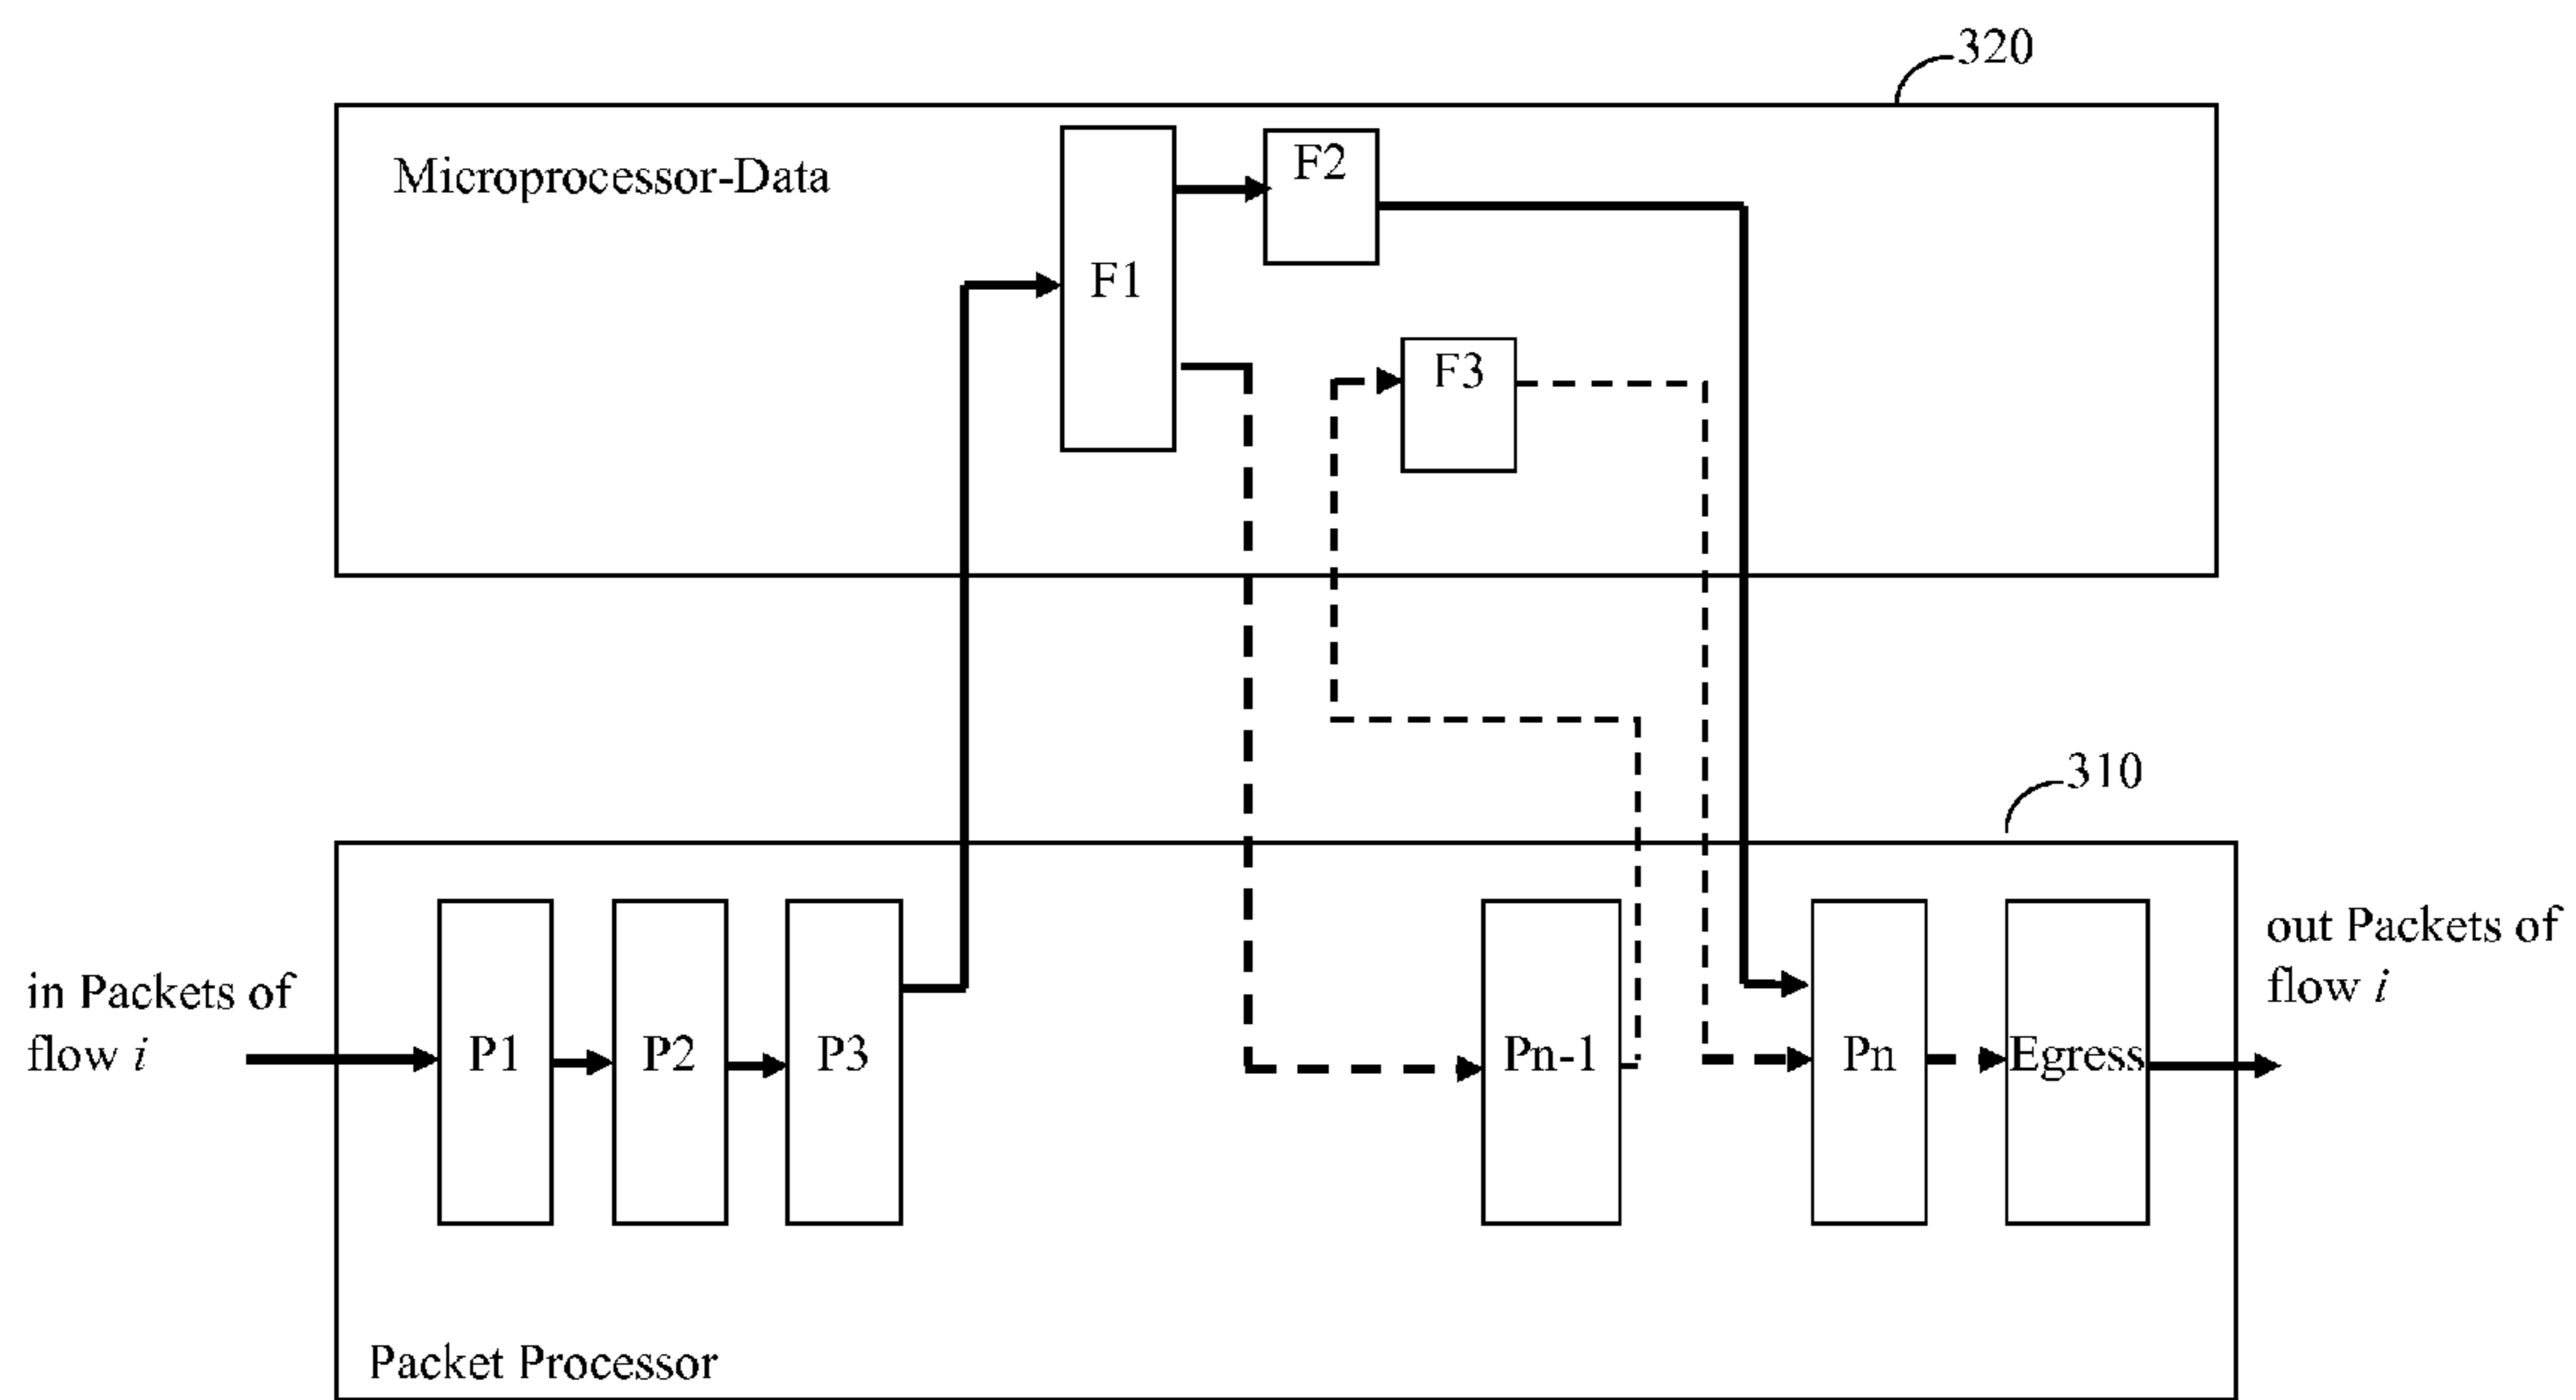 320
Microprocessor-Data
F1
F2
F3
310
in Packets of
flow i
P1
P2
P3
Pn-1
Pn
Egress
out Packets of
flow i
Packet Processor